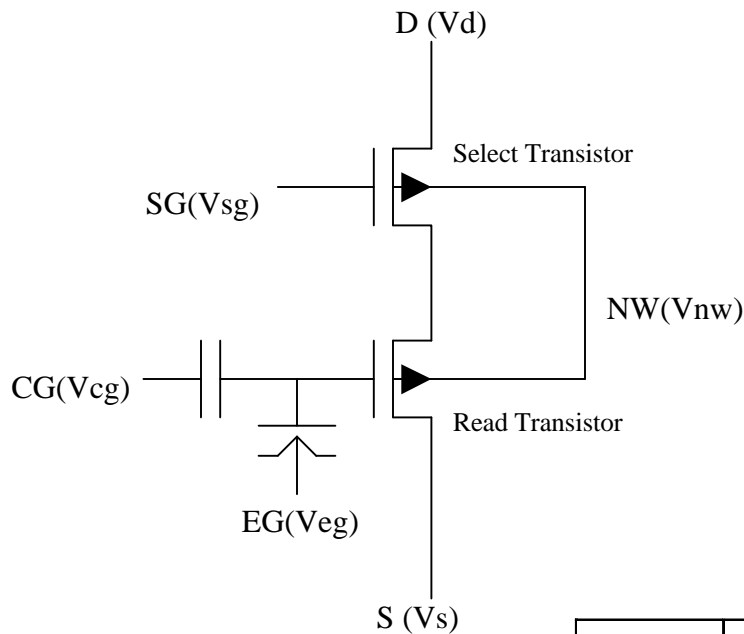 D (Vd)
Select Transistor
SG(Vsg)
NW(Vnw)
CG(Vcg)
Read Transistor
EG(Veg)
S (Vs)